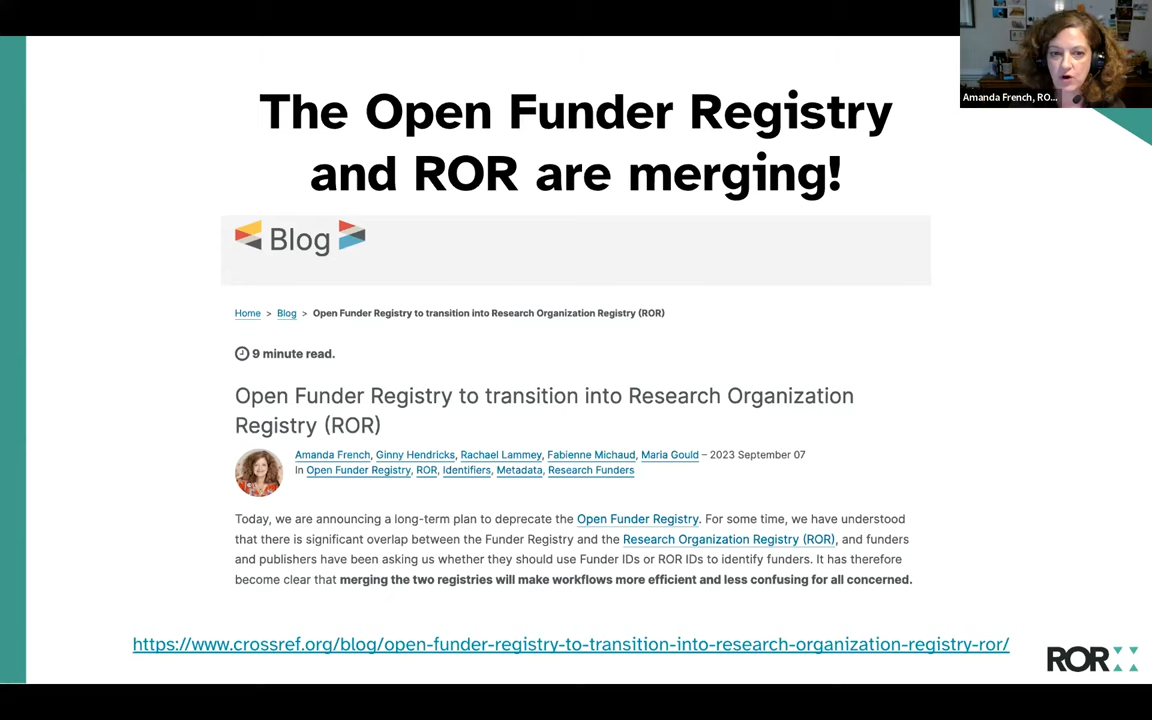 The Open Funder Registry
and ROR are merging!
Amanda French, RO...
Blog
Home > Blog > Open Funder Registry to transition into Research Organization Registry (ROR)
9 minute read.
Open Funder Registry to transition into Research Organization
Registry (ROR)
Amanda French, Ginny Hendricks, Rachael Lammey, Fabienne Michaud, Maria Gould – 2023 September 07
In Open Funder Registry, ROR, Identifiers, Metadata, Research Funders
Today, we are announcing a long-term plan to deprecate the Open Funder Registry. For some time, we have understood
that there is significant overlap between the Funder Registry and the Research Organization Registry (ROR), and funders
and publishers have been asking us whether they should use Funder IDs or ROR IDs to identify funders. It has therefore
become clear that merging the two registries will make workflows more efficient and less confusing for all concerned.
https://www.crossref.org/blog/open-funder-registry-to-transition-into-research-organization-registry-ror/
ROR